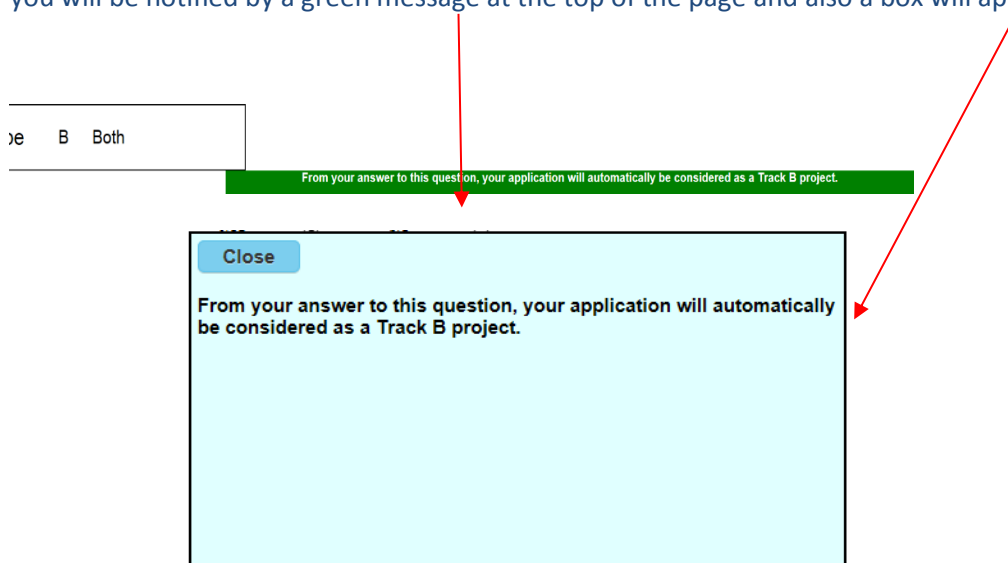 you will be notified by a green message at the top of the page and also a box will ap
B Both
From your answer to this question, your application will automatically be considered as a Track B project.
Close
From your answer to this question, your application will automatically
be considered as a Track B project.